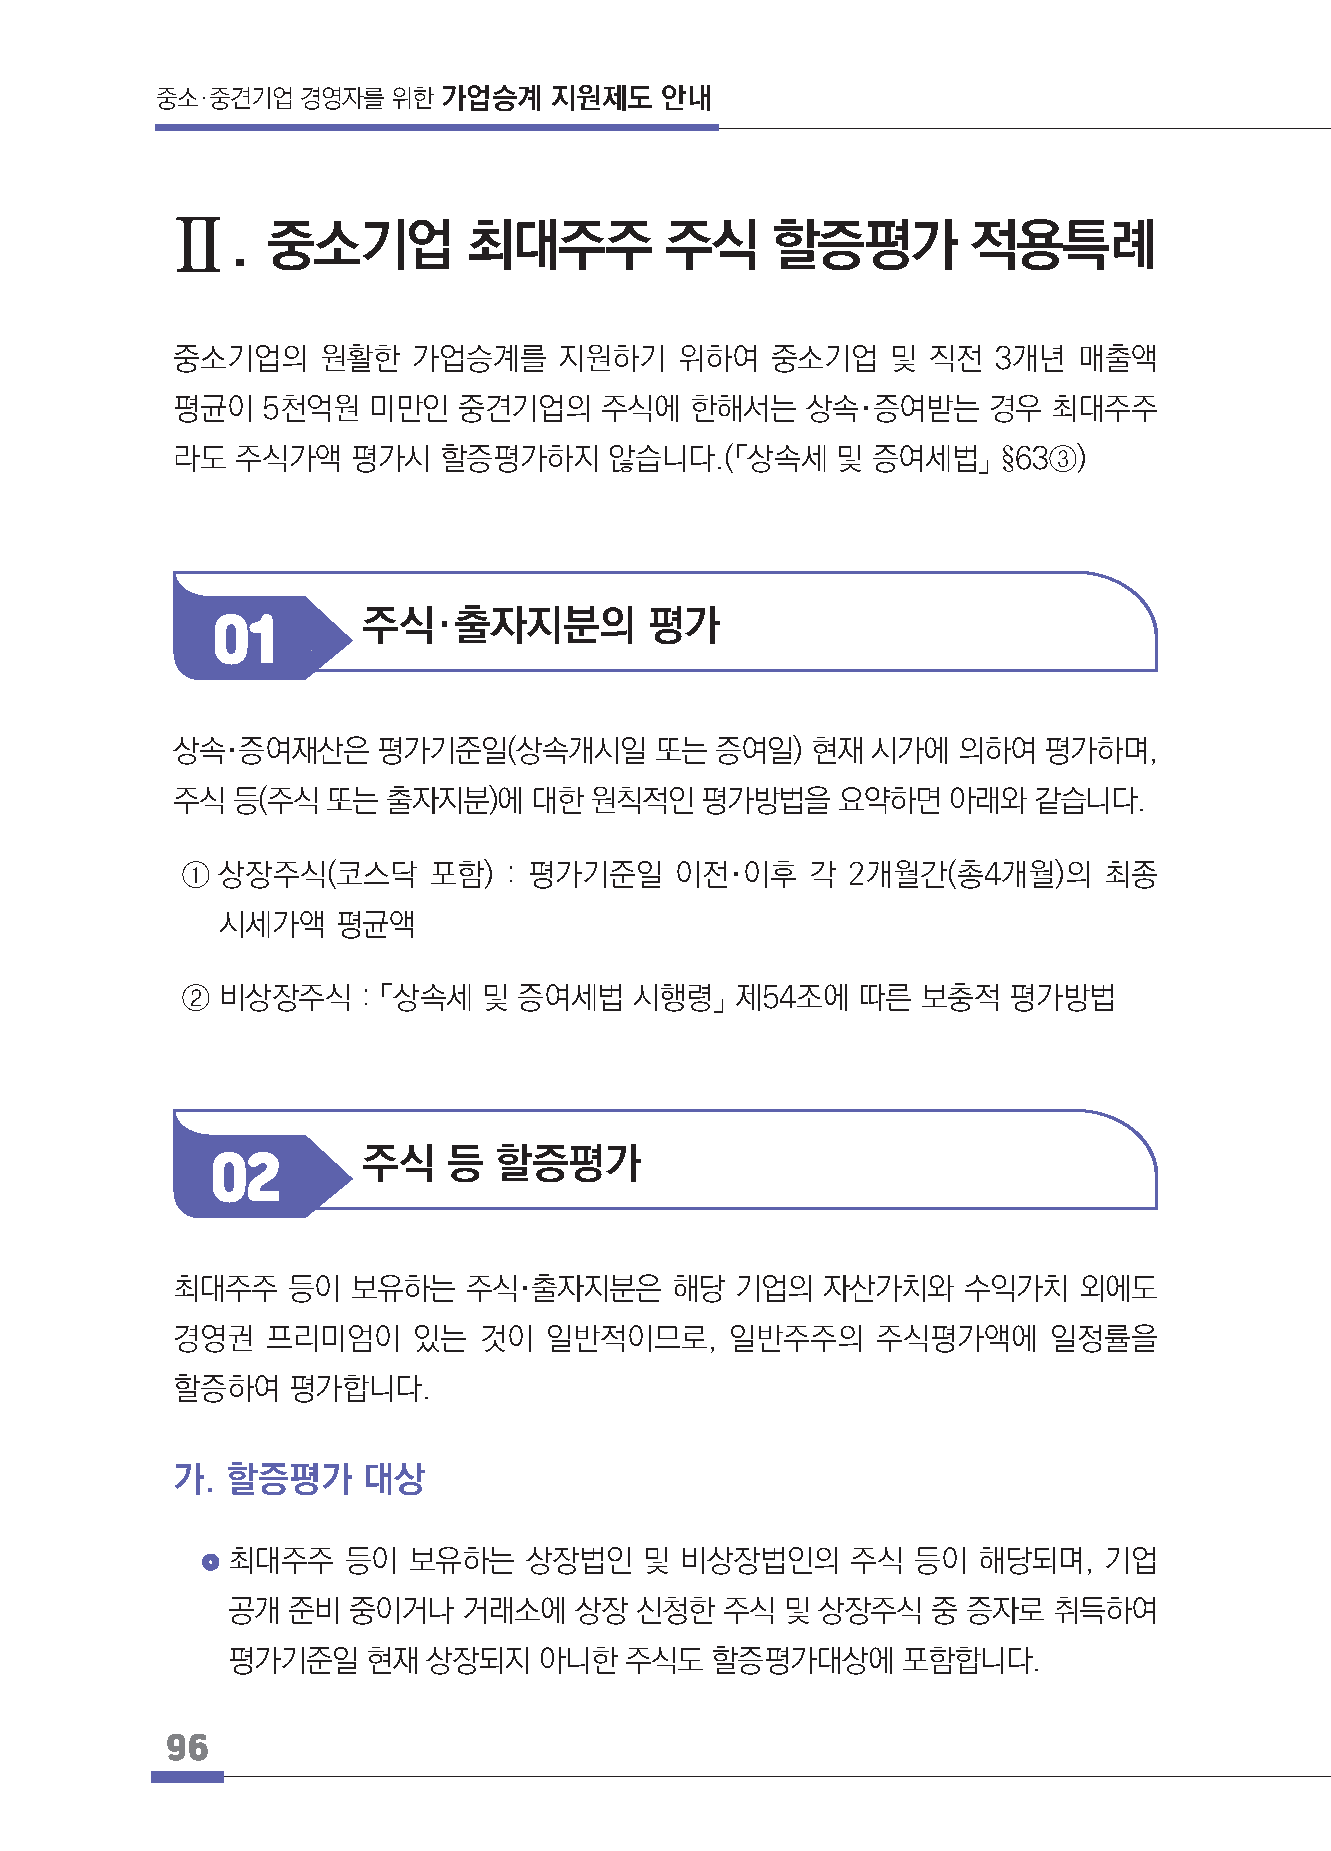 중소·중견기업 경영자를 위한 가업승계 지원제도 안내
Ⅱ. 중소기업 최대주주 주식 할증평가 적용특례
중소기업의 원활한 가업승계를 지원하기 위하여 중소기업 및 직전 3개년 매출액
평균이 5천억원 미만인 중견기업의 주식에 한해서는 상속·증여받는 경우 최대주주
라도 주식가액 평가시 할증평가하지 않습니다.(「상속세 및 증여세법」 §63③)
01 주식·출자지분의 평가
상속·증여재산은 평가기준일(상속개시일 또는 증여일) 현재 시가에 의하여 평가하며,
주식 등(주식 또는 출자지분)에 대한 원칙적인 평가방법을 요약하면 아래와 같습니다.
① 상장주식(코스닥 포함) : 평가기준일 이전·이후 각 2개월간(총4개월)의 최종
시세가액 평균액
② 비상장주식 : 「상속세 및 증여세법 시행령」 제54조에 따른 보충적 평가방법
02 주식 등 할증평가
최대주주 등이 보유하는 주식·출자지분은 해당 기업의 자산가치와 수익가치 외에도
경영권 프리미엄이 있는 것이 일반적이므로, 일반주주의 주식평가액에 일정률을
할증하여 평가합니다.
가. 할증평가 대상
최대주주 등이 보유하는 상장법인 및 비상장법인의 주식 등이 해당되며, 기업
공개 준비 중이거나 거래소에 상장 신청한 주식 및 상장주식 중 증자로 취득하여
평가기준일 현재 상장되지 아니한 주식도 할증평가대상에 포함합니다.
96